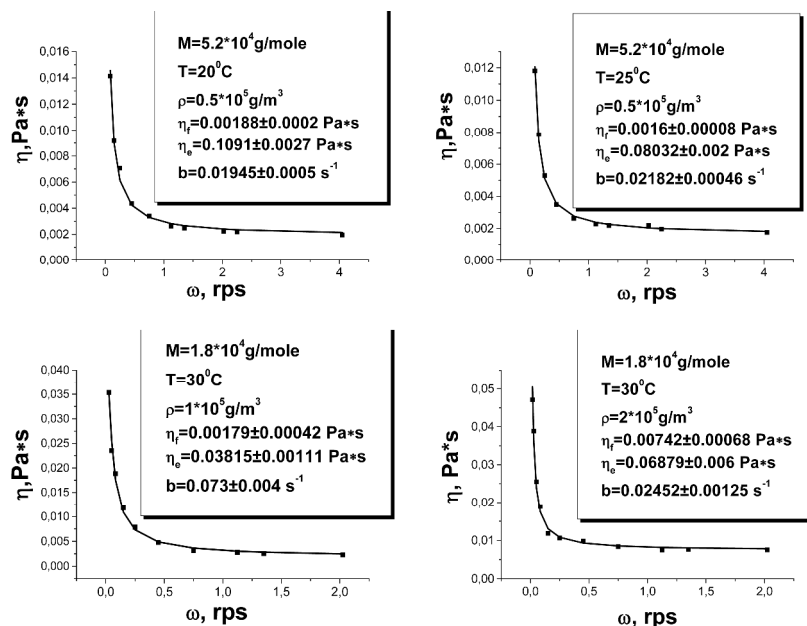 M=5.2*10⁴g/mole
T=20⁰C
ρ=0.5*10⁵g/m³
ηf=0.00188±0.0002 Pa*s
ηe=0.1091±0.0027 Pa*s
b=0.01945±0.0005 s⁻¹
η,Pa*s
0,016
0,014
0,012
0,010
0,008
0,006
0,004
0,002
0,000
0 1 2 3 4
ω, rps
M=5.2*10⁴g/mole
T=25⁰C
ρ=0.5*10⁵g/m³
ηf=0.0016±0.00008 Pa*s
ηe=0.08032±0.002 Pa*s
b=0.02182±0.00046 s⁻¹
η,Pa*s
0,012
0,010
0,008
0,006
0,004
0,002
0,000
0 1 2 3 4
ω, rps
M=1.8*10⁴g/mole
T=30⁰C
ρ=1*10⁵g/m³
ηf=0.00179±0.00042 Pa*s
ηe=0.03815±0.00111 Pa*s
b=0.073±0.004 s⁻¹
η,Pa*s
0,040
0,035
0,030
0,025
0,020
0,015
0,010
0,005
0,000
0,0 0,5 1,0 1,5 2,0
ω, rps
M=1.8*10⁴g/mole
T=30⁰C
ρ=2*10⁵g/m³
ηf=0.00742±0.00068 Pa*s
ηe=0.06879±0.006 Pa*s
b=0.02452±0.00125 s⁻¹
η, Pa*s
0,05
0,04
0,03
0,02
0,01
0,00
0,0 0,5 1,0 1,5 2,0
ω, rps